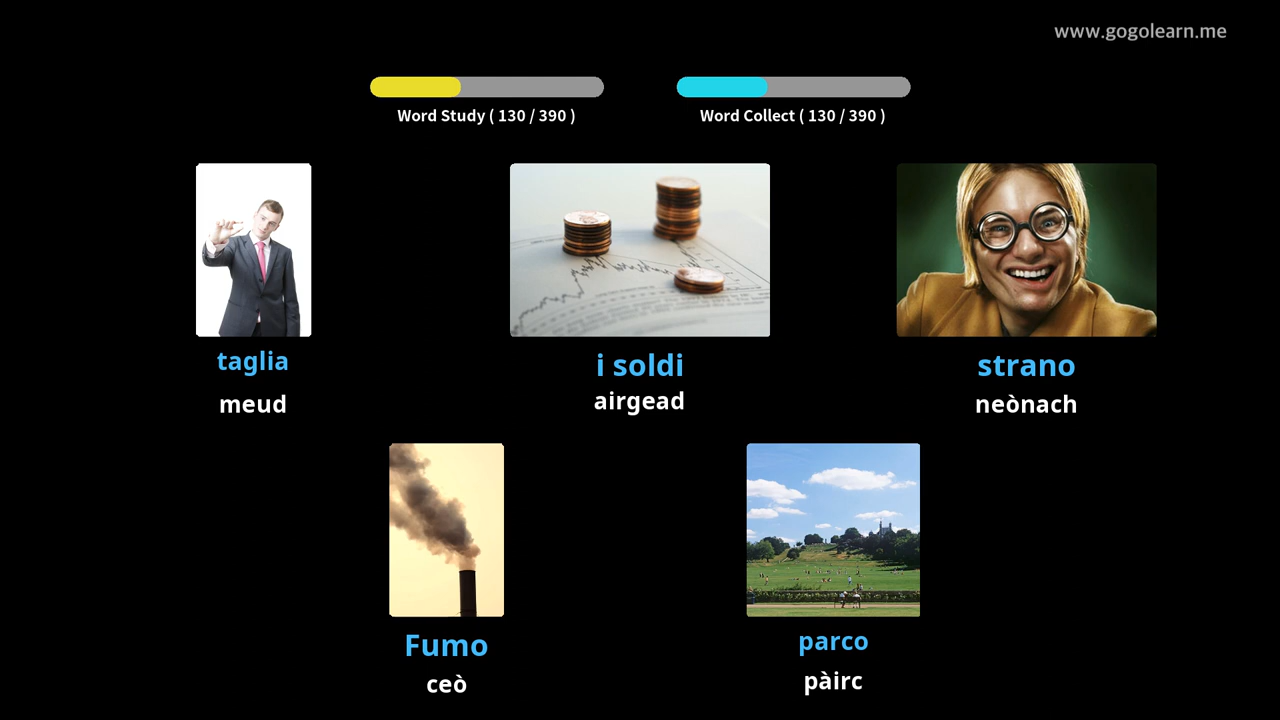 www.gogolearn.me
Word Study ( 130 / 390 )
Word Collect ( 130 / 390 )
taglia
meud
i soldi
airgead
strano
neònach
Fumo
ceò
parco
pàirc